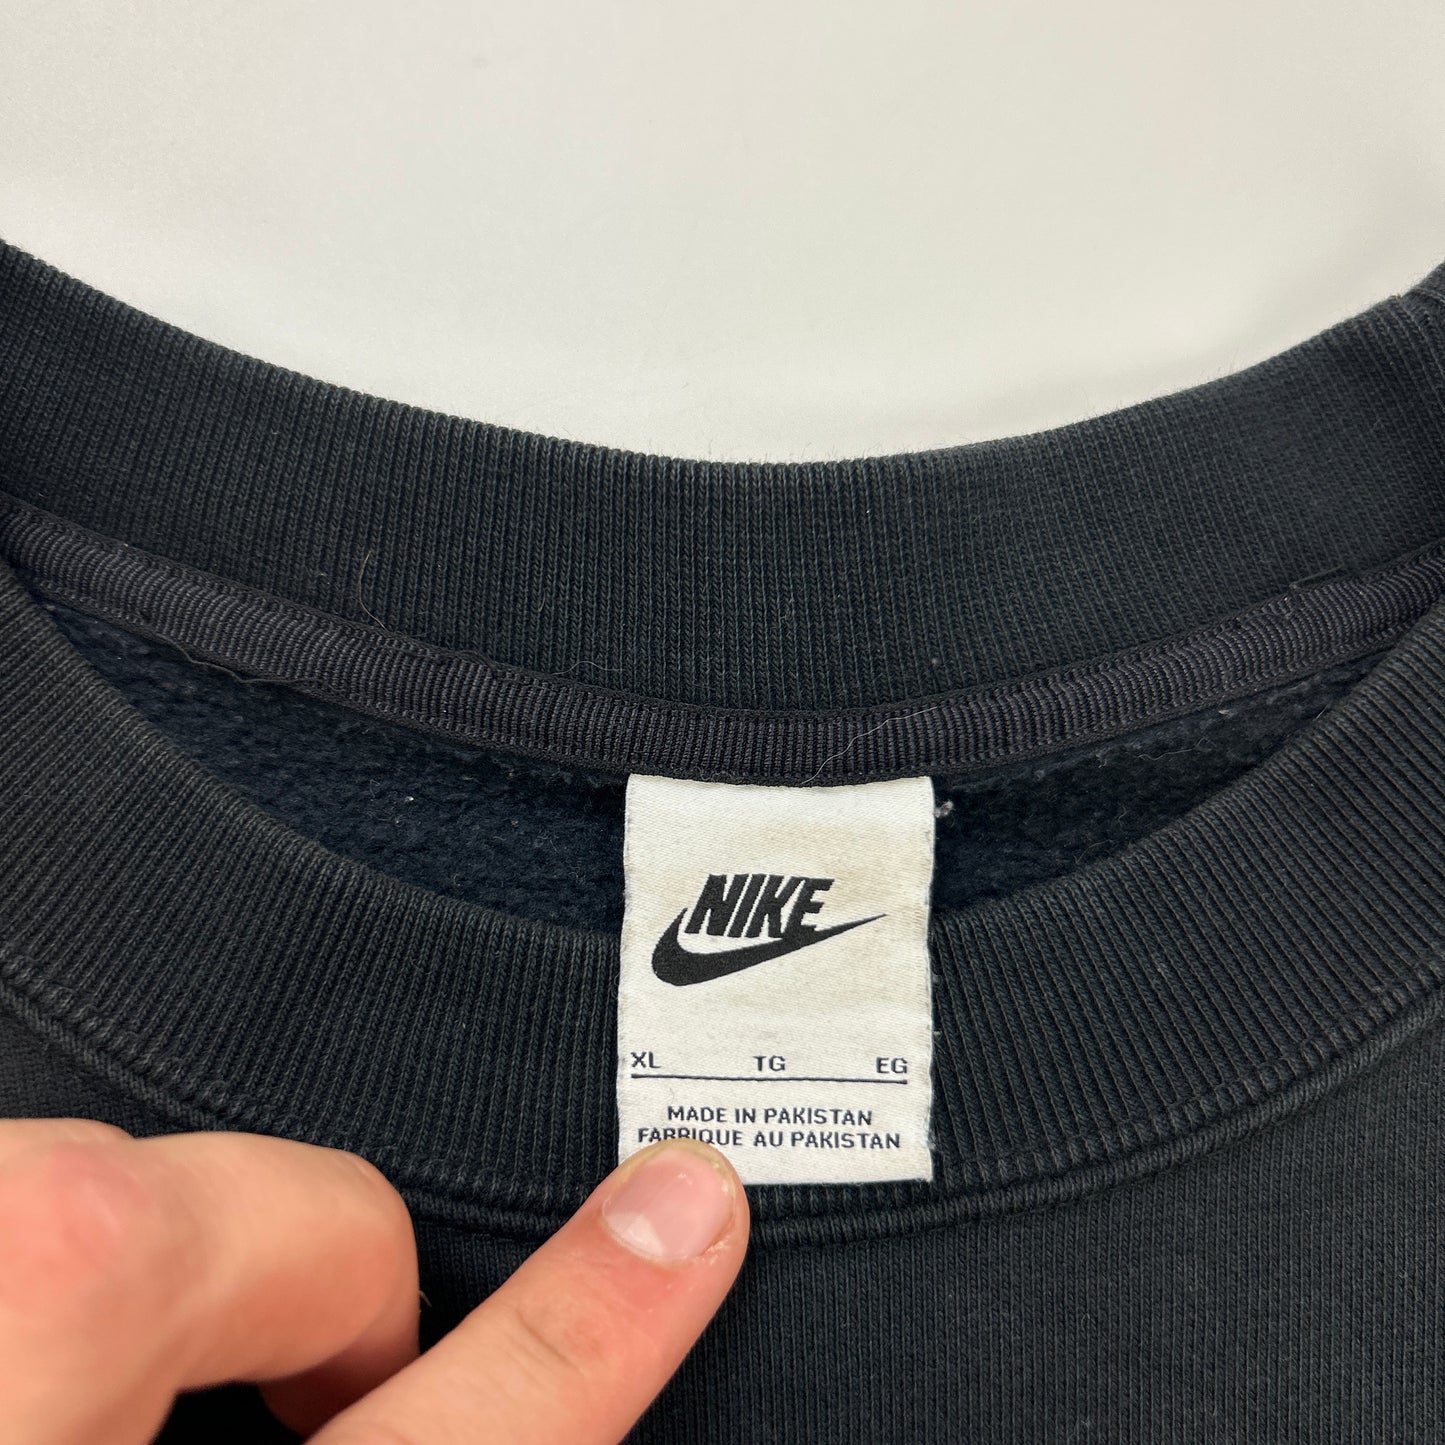 NIKE
XL TG EG
MADE IN PAKISTAN
FABRIQUE AU PAKISTAN